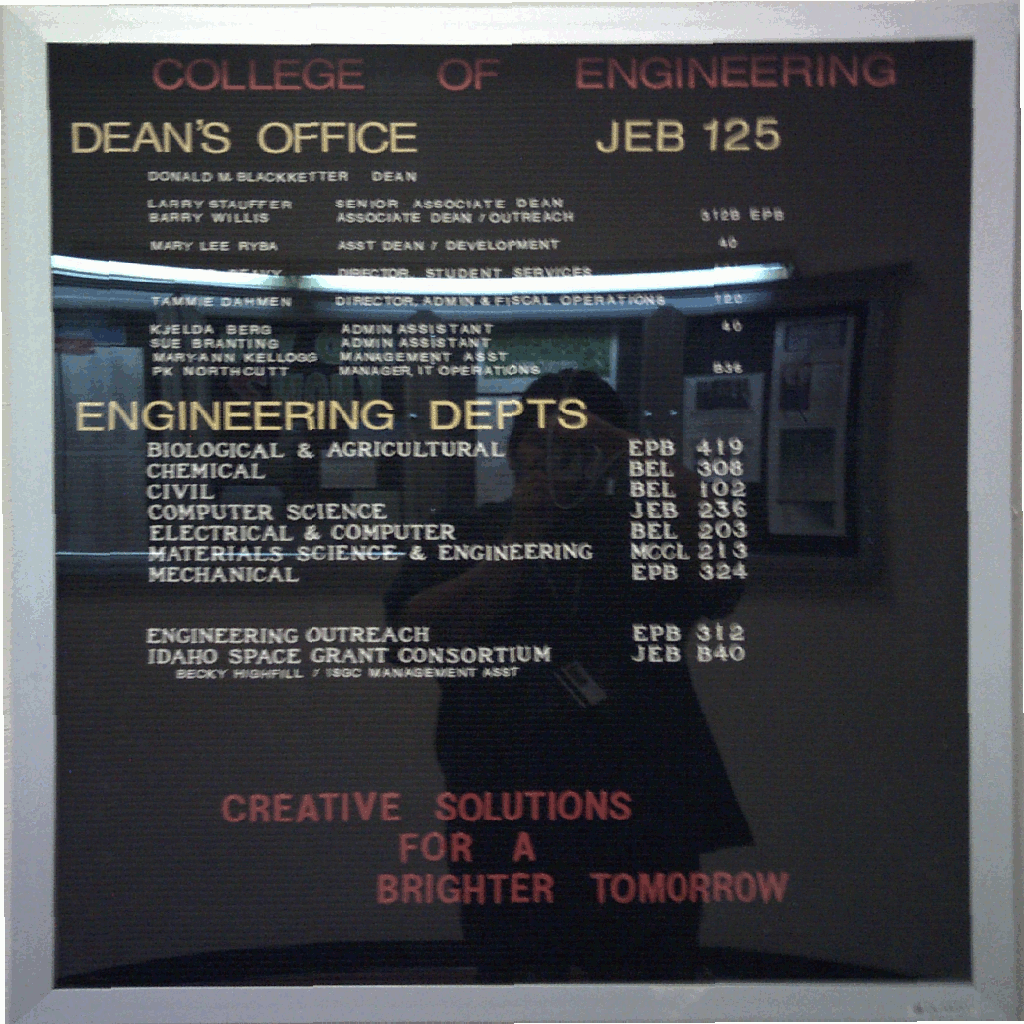 COLLEGE OF ENGINEERING
DEAN'S OFFICE JEB 125
DONALD M. BLACKKETTER DEAN
LARRY STAUFFER SENIOR ASSOCIATE DEAN
BARRY WILLIS ASSOCIATE DEAN / OUTREACH 312B EPB
MARY LEE RYBA ASST DEAN / DEVELOPMENT 40
DIRECTOR, STUDENT SERVICES
TAMMIE DAHMEN DIRECTOR, ADMIN & FISCAL OPERATIONS 120
KJELDA BERG ADMIN ASSISTANT 40
SUE BRANTING ADMIN ASSISTANT
MARYANN KELLOGG MANAGEMENT ASST
PK NORTHCUTT MANAGER, IT OPERATIONS B36
ENGINEERING DEPTS
BIOLOGICAL & AGRICULTURAL EPB 419
CHEMICAL BEL 308
CIVIL BEL 102
COMPUTER SCIENCE JEB 236
ELECTRICAL & COMPUTER BEL 203
MATERIALS SCIENCE & ENGINEERING MCCL 213
MECHANICAL EPB 324
ENGINEERING OUTREACH EPB 312
IDAHO SPACE GRANT CONSORTIUM JEB B40
BECKY HIGHFILL / ISGC MANAGEMENT ASST
CREATIVE SOLUTIONS
FOR A
BRIGHTER TOMORROW